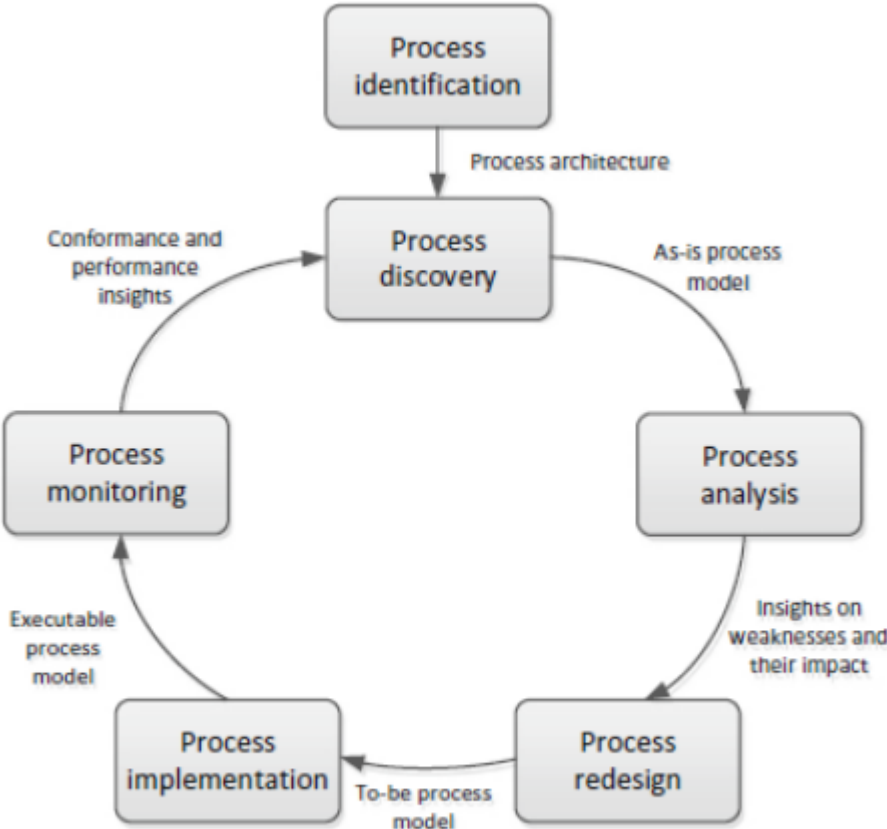 Process
identification
Process architecture
Process
discovery
Conformance and
performance
insights
As-is process
model
Process
monitoring
Process
analysis
Executable
process
model
Insights on
weaknesses and
their impact
Process
implementation
Process
redesign
To-be process
model